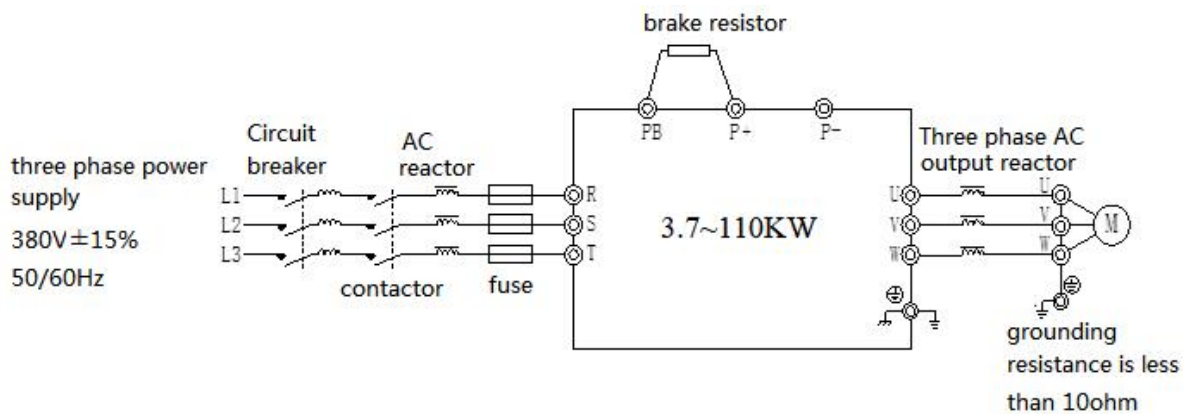 brake resistor
PB
P+
P-
Circuit
breaker
AC
reactor
Three phase AC
output reactor
three phase power
supply
380V±15%
50/60Hz
L1
L2
L3
R
S
T
3.7~110KW
U
V
W
U
V
W
M
contactor
fuse
grounding
resistance is less
than 10ohm